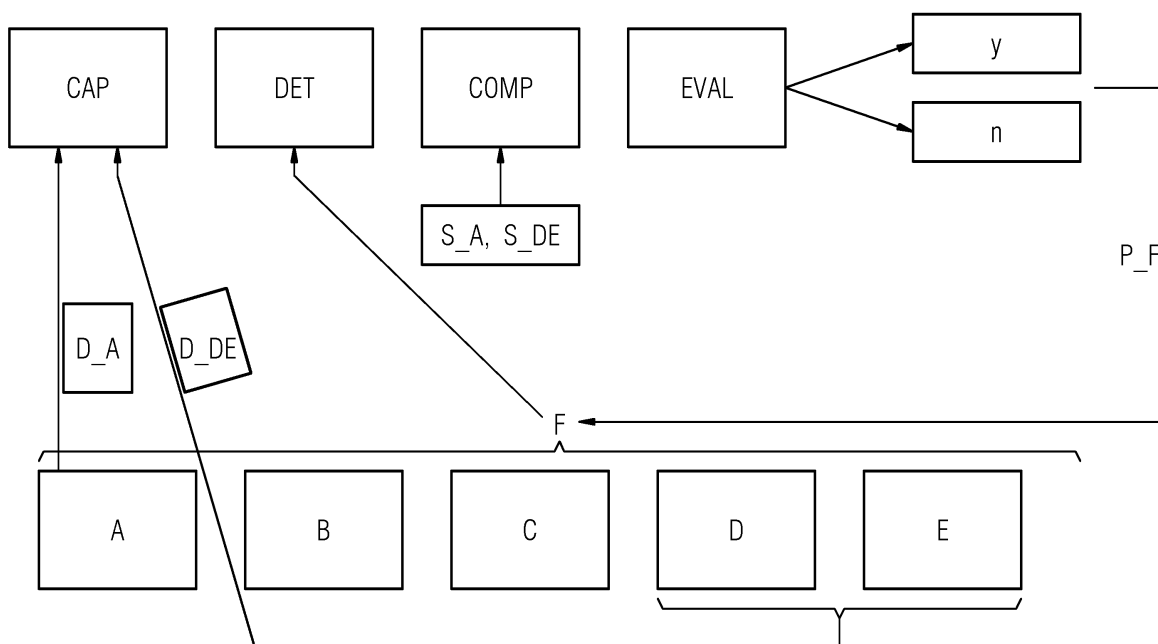 CAP
DET
COMP
EVAL
y
n
S_A, S_DE
P_F
D_A
D_DE
F
A
B
C
D
E